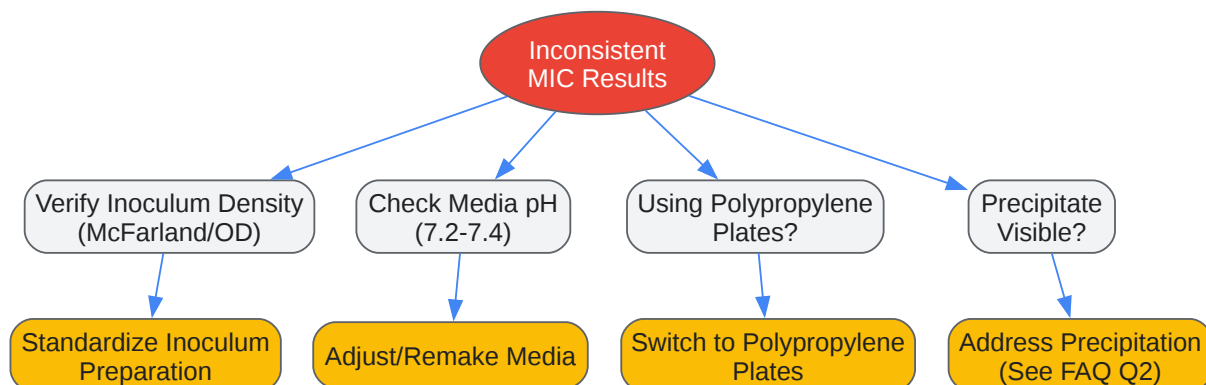 Inconsistent
MIC Results
Verify Inoculum Density
(McFarland/OD)
Check Media pH
(7.2-7.4)
Using Polypropylene
Plates?
Precipitate
Visible?
Standardize Inoculum
Preparation
Adjust/Remake Media
Switch to Polypropylene
Plates
Address Precipitation
(See FAQ Q2)